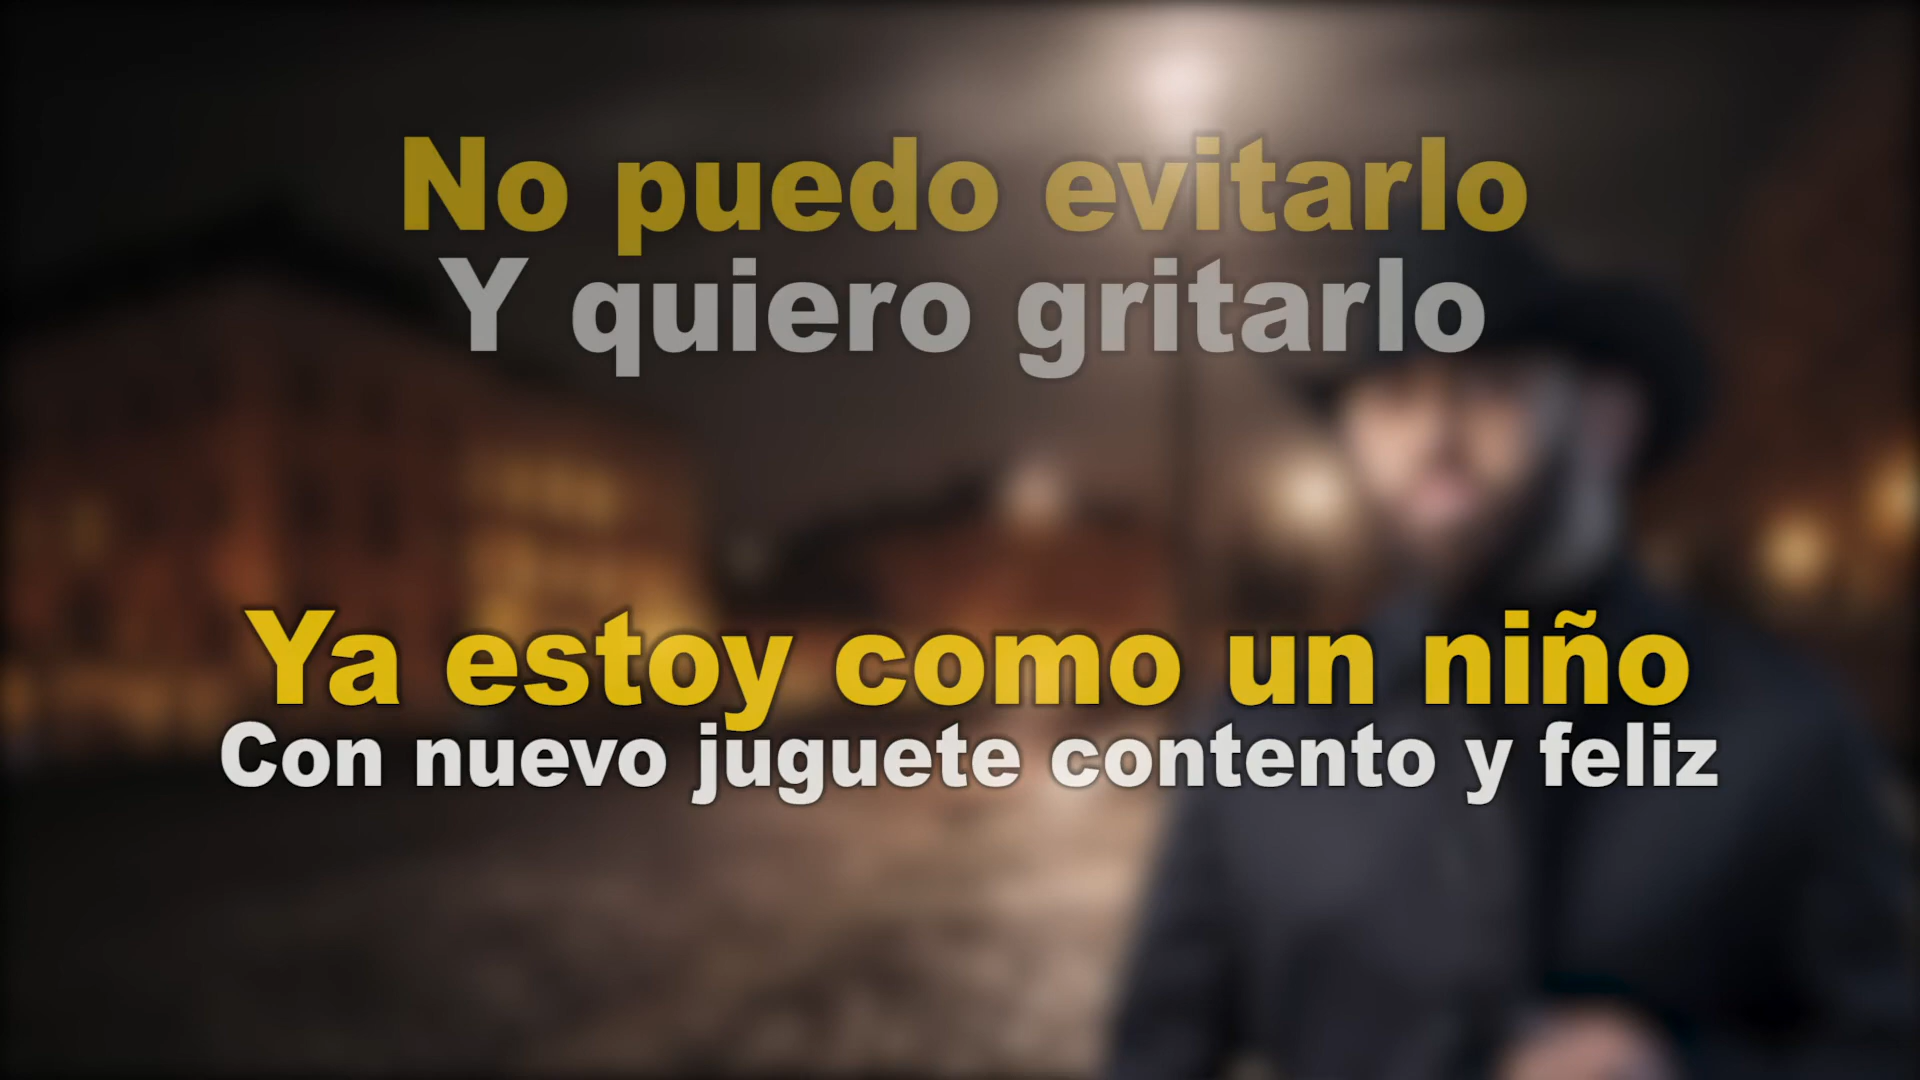 No puedo evitarlo
Y quiero gritarlo
Ya estoy como un niño
Con nuevo juguete contento y feliz